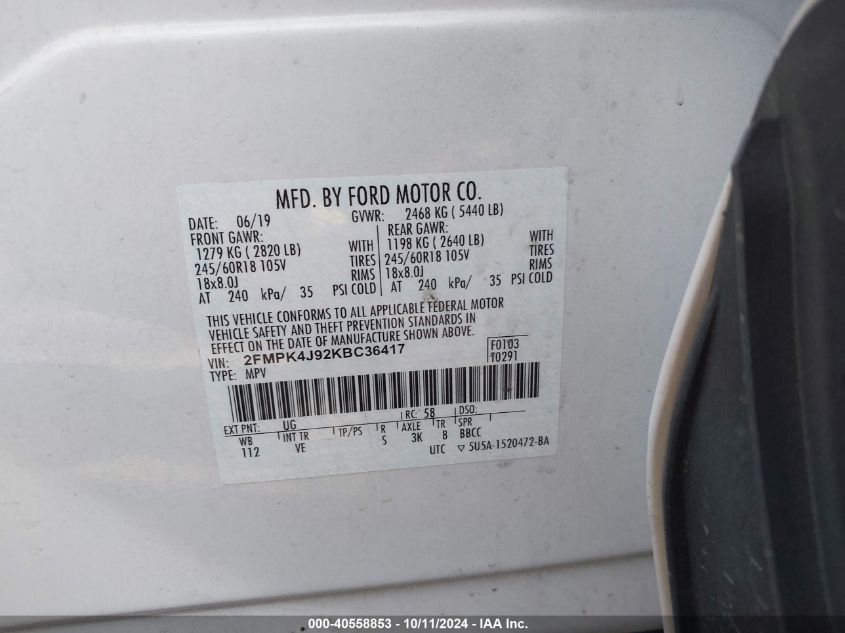 MFD. BY FORD MOTOR CO.
DATE: 06/19 GVWR: 2468 KG ( 5440 LB)
FRONT GAWR: REAR GAWR:
1279 KG ( 2820 LB) WITH 1198 KG ( 2640 LB) WITH
245/60R18 105V TIRES 245/60R18 105V TIRES
18x8.0J RIMS 18x8.0J RIMS
AT 240 kPa/ 35 PSI COLD AT 240 kPa/ 35 PSI COLD
THIS VEHICLE CONFORMS TO ALL APPLICABLE FEDERAL MOTOR
VEHICLE SAFETY AND THEFT PREVENTION STANDARDS IN
EFFECT ON THE DATE OF MANUFACTURE SHOWN ABOVE.
VIN: 2FMPK4J92KBC36417 F0103
TYPE: MPV T0291
EXT PNT: UG RC: 58 DSO:
WB INT TR TP/PS R AXLE TR SPR
112 VE S 3K 8 BBCC
UTC ▽ 5U5A-1520472-BA
000-40558853 - 10/11/2024 - IAA Inc.